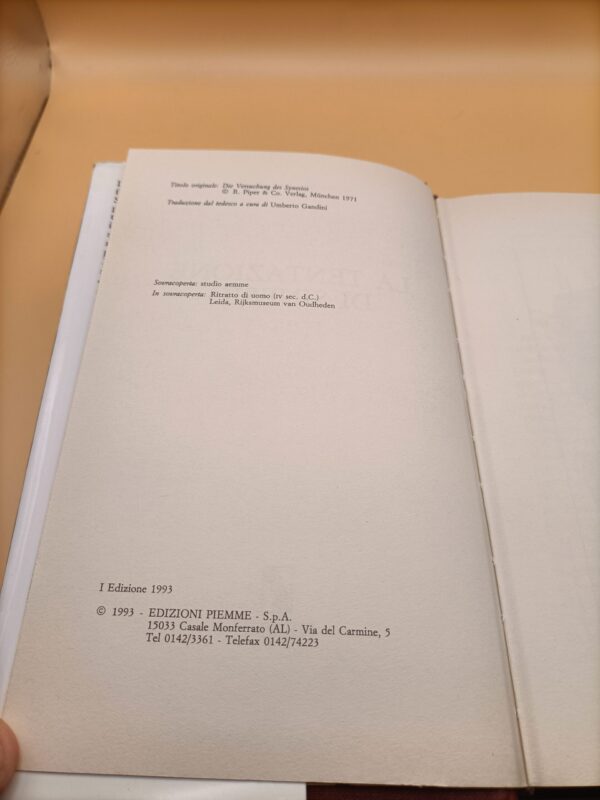 Titolo originale: Die Versuchung des Synesios
© R. Piper & Co. Verlag, München 1971
Traduzione dal tedesco a cura di Umberto Gandini
Sovraccoperta: studio aemme
In sovraccoperta: Ritratto di uomo (IV sec. d.C.)
Leida, Rijksmuseum van Oudheden
I Edizione 1993
© 1993 - EDIZIONI PIEMME - S.p.A.
15033 Casale Monferrato (AL) - Via del Carmine, 5
Tel 0142/3361 - Telefax 0142/74223